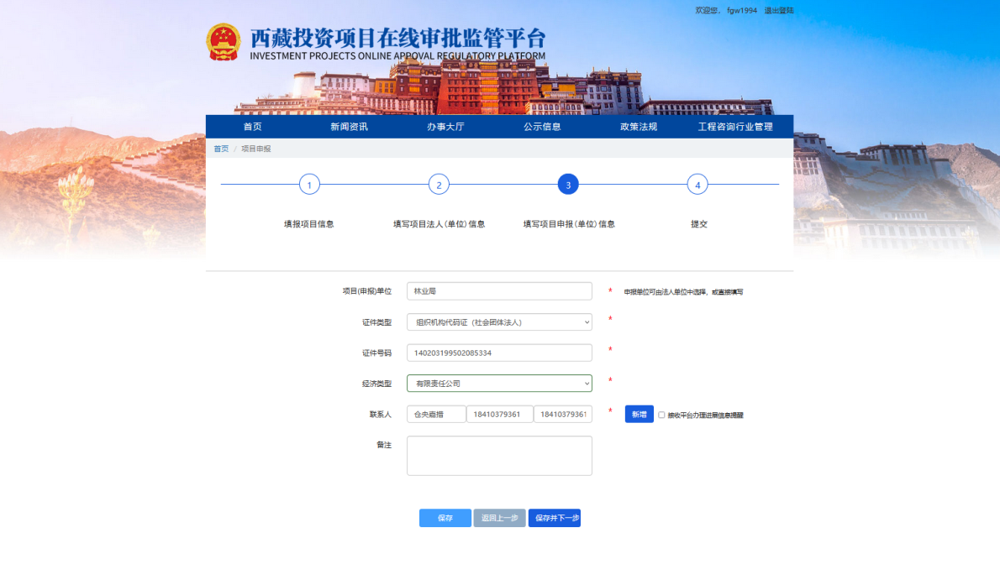 欢迎您， fgw1994 退出登陆
西藏投资项目在线审批监管平台
INVESTMENT PROJECTS ONLINE APPOVAL REGULATORY PLATFORM
首页 新闻资讯 办事大厅 公示信息 政策法规 工程咨询行业管理
首页 / 项目申报
1 2 3 4
填报项目信息 填写项目法人(单位)信息 填写项目申报(单位)信息 提交
项目(申报)单位 林业局 * 申报单位可由法人单位中选择，或直接填写
证件类型 组织机构代码证（社会团体法人） *
证件号码 140203199502085334 *
经济类型 有限责任公司 *
联系人 仓央嘉措 18410379361 18410379361 * 新增 接收平台办理进展信息提醒
备注
保存 返回上一步 保存并下一步